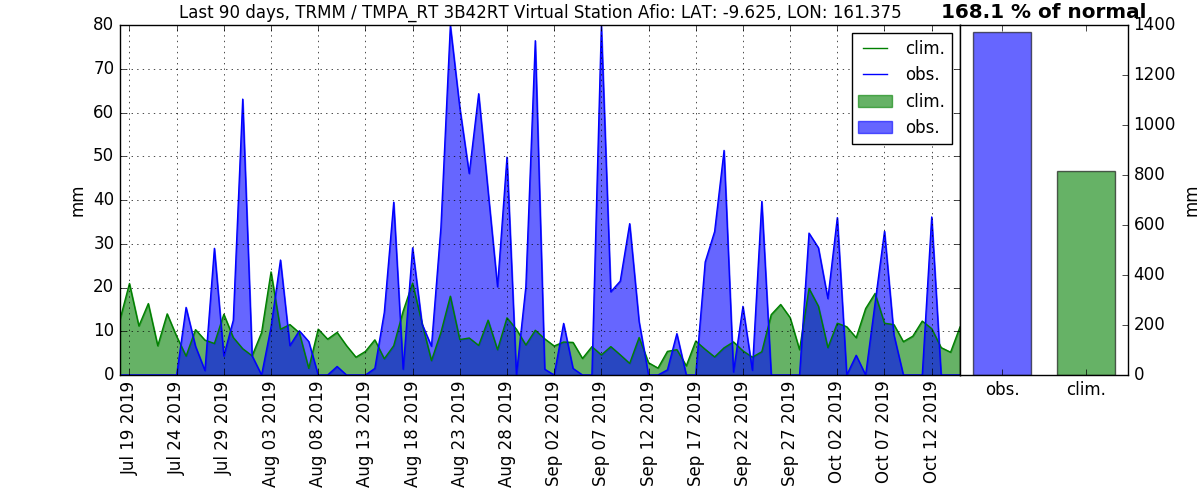 Last 90 days, TRMM / TMPA_RT 3B42RT Virtual Station Afio: LAT: -9.625, LON: 161.375
168.1 % of normal
80
70
60
50
40
30
20
10
0
mm
clim.
obs.
clim.
obs.
Jul 19 2019
Jul 24 2019
Jul 29 2019
Aug 03 2019
Aug 08 2019
Aug 13 2019
Aug 18 2019
Aug 23 2019
Aug 28 2019
Sep 02 2019
Sep 07 2019
Sep 12 2019
Sep 17 2019
Sep 22 2019
Sep 27 2019
Oct 02 2019
Oct 07 2019
Oct 12 2019
1400
1200
1000
800
600
400
200
0
mm
obs.
clim.